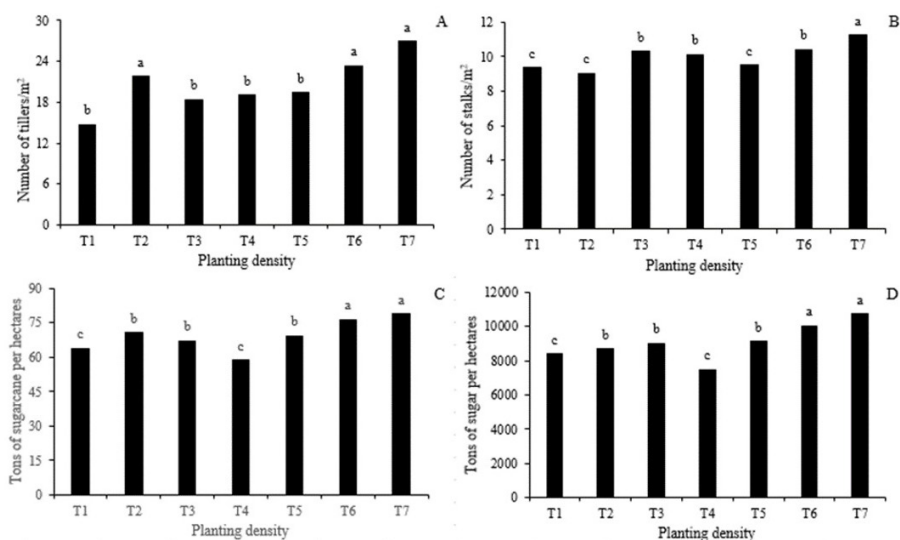 A
Number of tillers/m²
30
24
18
12
6
0
b
a
b
b
b
a
a
T1 T2 T3 T4 T5 T6 T7
Planting density
B
Number of stalks/m²
12
10
8
6
4
2
0
c
c
b
b
c
b
a
T1 T2 T3 T4 T5 T6 T7
Planting density
C
Tons of sugarcane per hectares
90
75
60
45
30
15
0
c
b
b
c
b
a
a
T1 T2 T3 T4 T5 T6 T7
Planting density
D
Tons of sugar per hectares
12000
10000
8000
6000
4000
2000
0
c
b
b
c
b
a
a
T1 T2 T3 T4 T5 T6 T7
Planting density